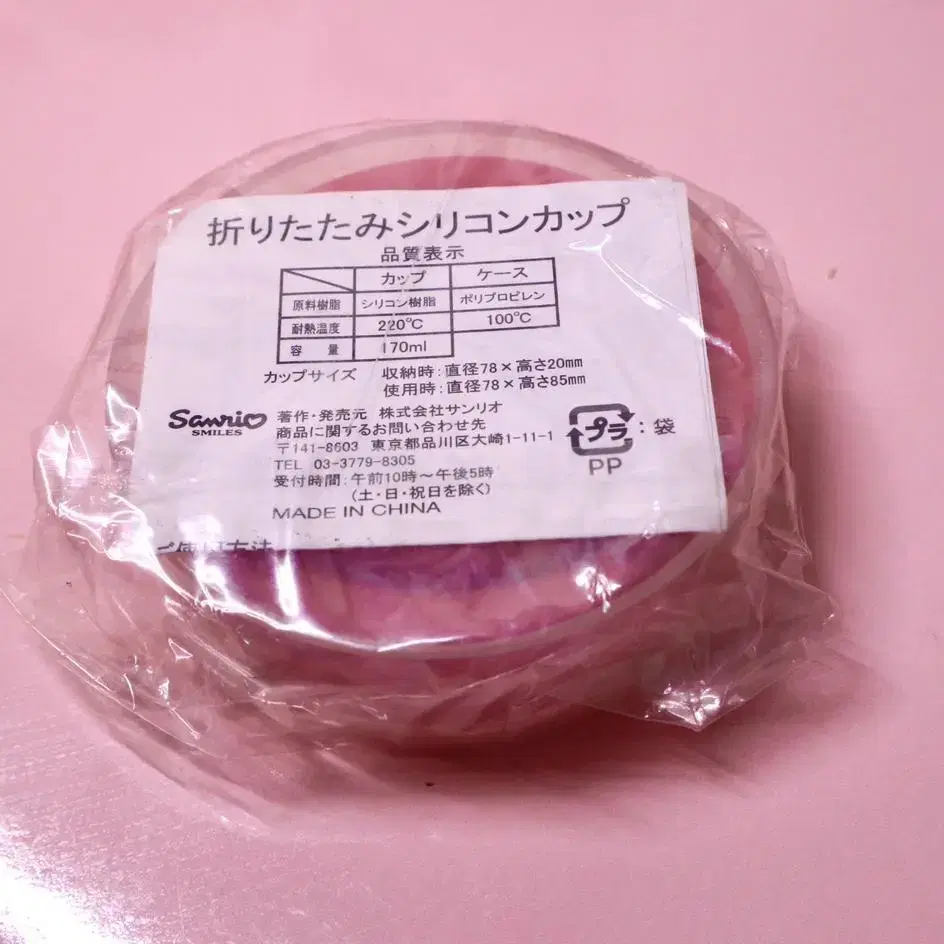 折りたたみシリコンカップ
品質表示
カップ ケース
原料樹脂 シリコン樹脂 ポリプロピレン
耐熱温度 220℃ 100℃
容 量 170ml
カップサイズ 収納時:直径78×高さ20mm
使用時:直径78×高さ85mm
Sanrio
SMILES
著作・発売元 株式会社サンリオ
商品に関するお問い合わせ先
〒141-8603 東京都品川区大崎1-11-1
TEL 03-3779-8305
受付時間:午前10時~午後5時
(土・日・祝日を除く)
MADE IN CHINA
プラ :袋
PP
ご使用方法